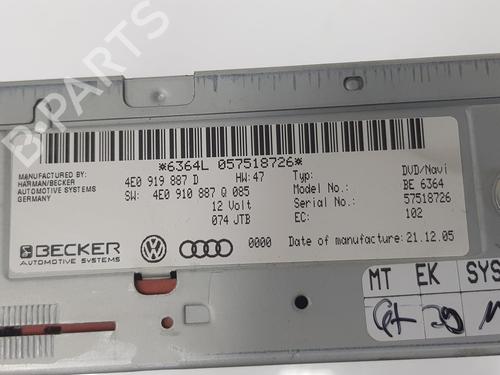 B-PARTS
*6364L 057518726*
MANUFACTURED BY:
HARMAN/BECKER
AUTOMOTIVE SYSTEMS
GERMANY
4E0 919 887 D HW: 47
SW: 4E0 910 887 Q 085
12 Volt
074 JTB
Typ: DVD/Navi
Model No.: BE 6364
Serial No.: 57518726
EC: 102
BECKER
AUTOMOTIVE SYSTEMS
0000 Date of manufacture: 21.12.05
MT EK SYS